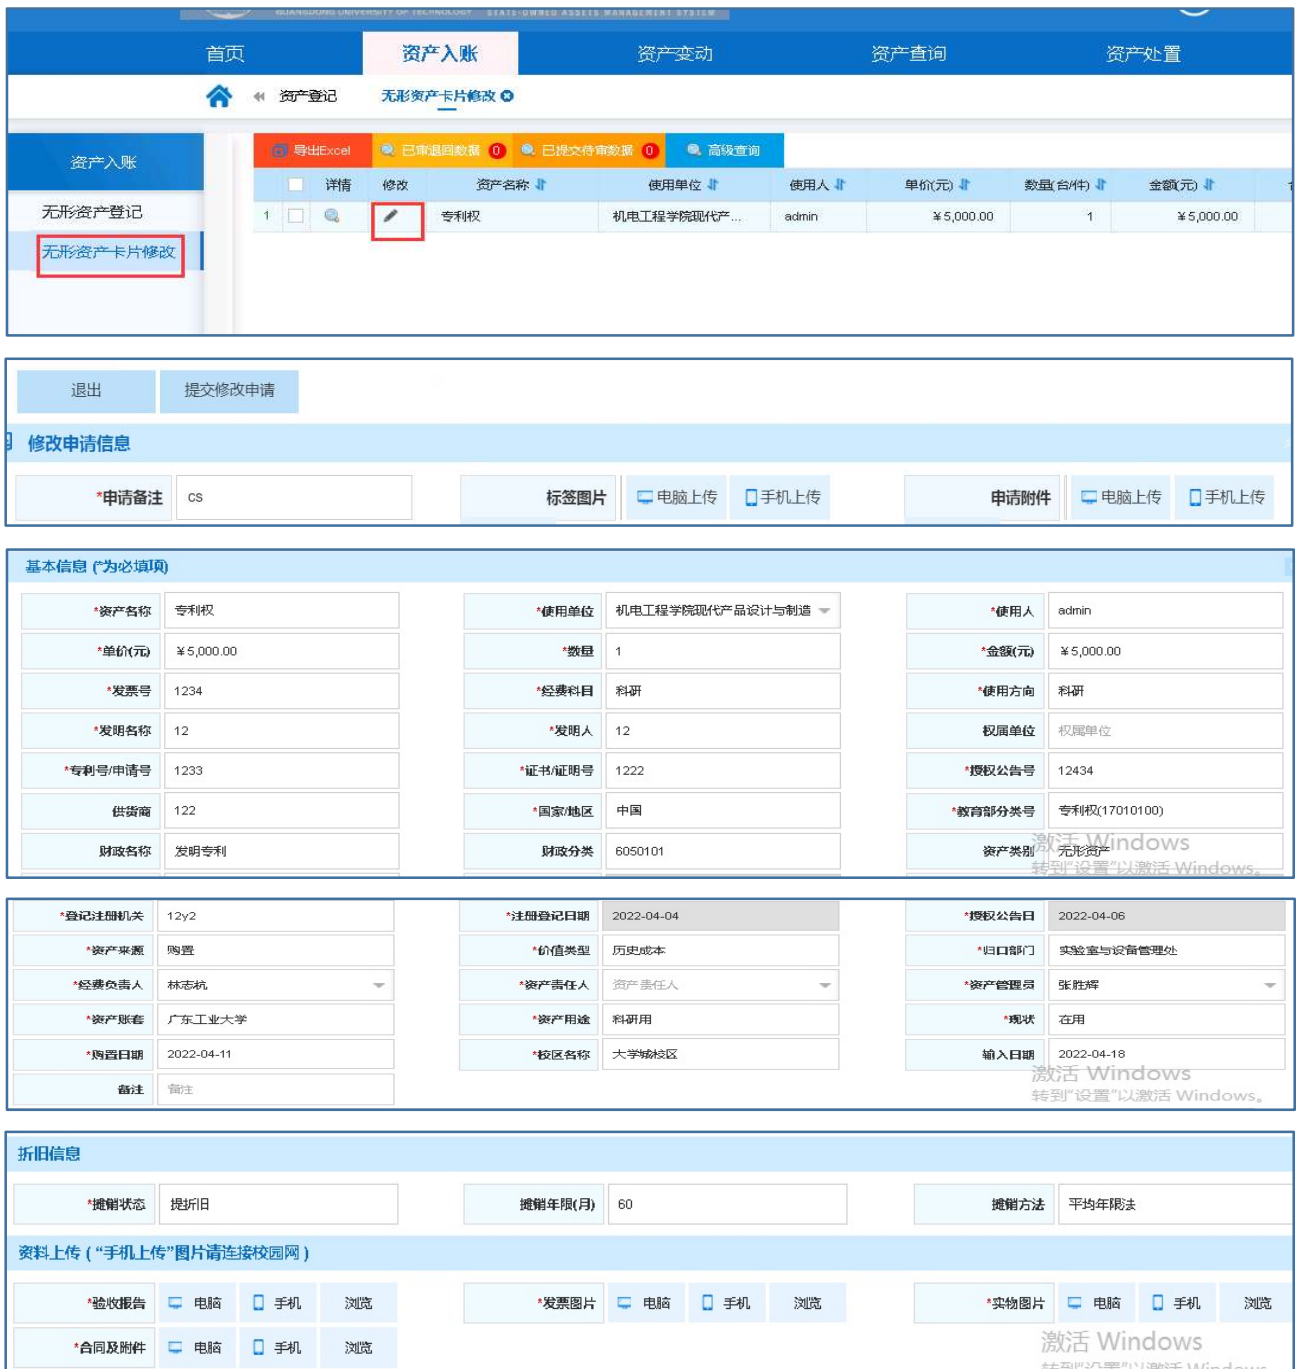 GUANGDONG UNIVERSITY OF TECHNOLOGY STATE-OWNED ASSETS MANAGEMENT SYSTEM
首页 资产入账 资产变动 资产查询 资产处置
资产登记 无形资产卡片修改
资产入账 导出Excel 已审退回数据 0 已提交待审数据 0 高级查询
详情 修改 资产名称 使用单位 使用人 单价(元) 数量(台/件) 金额(元)
无形资产登记 1 专利权 机电工程学院现代产... admin ￥5,000.00 1 ￥5,000.00
无形资产卡片修改
退出 提交修改申请
修改申请信息
*申请备注 cs 标签图片 电脑上传 手机上传 申请附件 电脑上传 手机上传
基本信息 (*为必填项)
*资产名称 专利权 *使用单位 机电工程学院现代产品设计与制造 *使用人 admin
*单价(元) ￥5,000.00 *数量 1 *金额(元) ￥5,000.00
*发票号 1234 *经费科目 科研 *使用方向 科研
*发明名称 12 *发明人 12 权属单位 权属单位
*专利号/申请号 1233 *证书/证明号 1222 *授权公告号 12434
供货商 122 *国家/地区 中国 *教育部分类号 专利权(17010100)
财政名称 发明专利 财政分类 6050101 资产类别 无形资产
激活 Windows
转到"设置"以激活 Windows。
*登记注册机关 12y2 *注册登记日期 2022-04-04 *授权公告日 2022-04-06
*资产来源 购置 *价值类型 历史成本 *归口部门 实验室与设备管理处
*经费负责人 林志杭 *资产责任人 资产责任人 *资产管理员 张胜辉
*资产账套 广东工业大学 *资产用途 科研用 *现状 在用
*购置日期 2022-04-11 *校区名称 大学城校区 输入日期 2022-04-18
备注 备注
激活 Windows
转到"设置"以激活 Windows。
折旧信息
*摊销状态 提折旧 摊销年限(月) 60 摊销方法 平均年限法
资料上传 ( “手机上传”图片请连接校园网 )
*验收报告 电脑 手机 浏览 *发票图片 电脑 手机 浏览 *实物图片 电脑 手机 浏览
*合同及附件 电脑 手机 浏览
激活 Windows
转到"设置"以激活 Windows